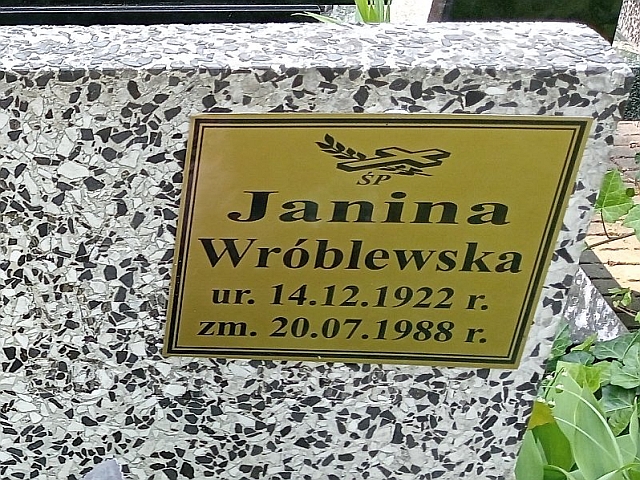 ŚP
Janina
Wróblewska
ur. 14.12.1922 r.
zm. 20.07.1988 r.